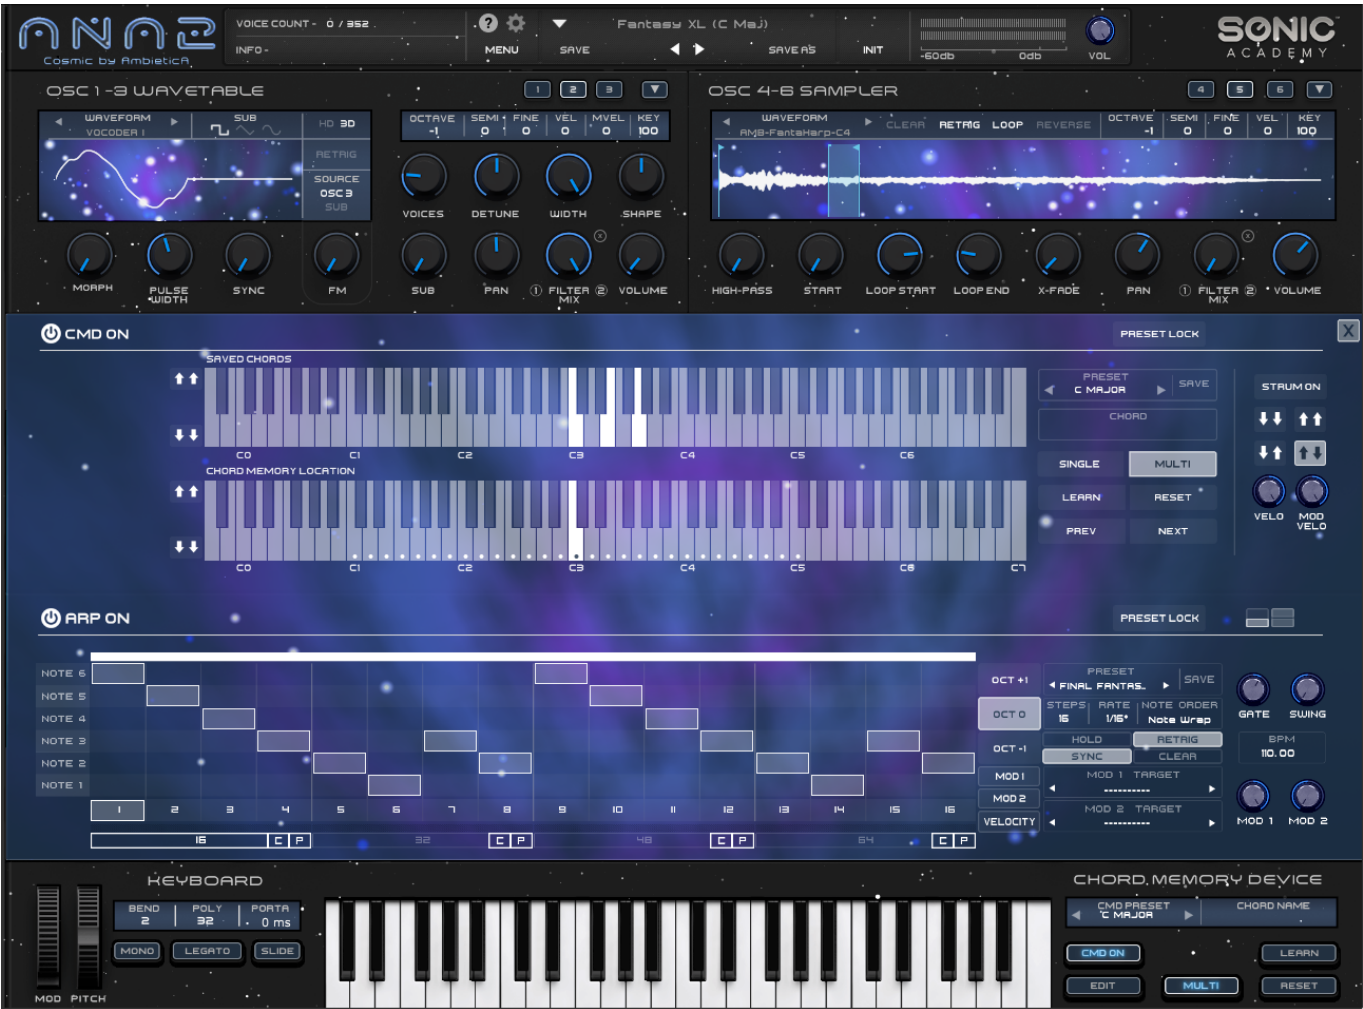 ANA2
Cosmic by AmbieticA
VOICE COUNT - 0 / 352
INFO -
? MENU
SAVE
Fantasy XL (C Maj)
SAVE AS
INIT
-60db 0db
VOL
SONIC
ACADEMY
OSC 1-3 WAVETABLE
1 2 3
OSC 4-6 SAMPLER
4 5 6
WAVEFORM
VOCODER 1
SUB
HD 3D
RETRIG
SOURCE
OSC 3
SUB
OCTAVE SEMI FINE VEL MVEL KEY
-1 0 0 0 0 100
VOICES DETUNE WIDTH SHAPE
WAVEFORM
AMB-FantaHarp-C4
CLEAR RETRIG LOOP REVERSE
OCTAVE SEMI FINE VEL KEY
-1 0 0 0 100
MORPH PULSE WIDTH SYNC FM
SUB PAN 1 FILTER MIX 2 X VOLUME
HIGH-PASS START LOOP START LOOP END X-FADE PAN 1 FILTER MIX 2 X VOLUME
CMD ON
PRESET LOCK
X
SAVED CHORDS
C0 C1 C2 C3 C4 C5 C6
CHORD MEMORY LOCATION
C0 C1 C2 C3 C4 C5 C6 C7
PRESET
C MAJOR
SAVE
CHORD
SINGLE MULTI
LEARN RESET
PREV NEXT
STRUM ON
VELO MOD VELO
ARP ON
PRESET LOCK
NOTE 6
NOTE 5
NOTE 4
NOTE 3
NOTE 2
NOTE 1
1 2 3 4 5 6 7 8 9 10 11 12 13 14 15 16
16 C P 32 C P 48 C P 64 C P
OCT +1
OCT 0
OCT -1
MOD 1
MOD 2
VELOCITY
PRESET
FINAL FANTAS..
SAVE
STEPS RATE NOTE ORDER
16 1/16* Note Wrap
HOLD RETRIG
SYNC CLEAR
MOD 1 TARGET
----------
MOD 2 TARGET
----------
GATE SWING
BPM
110.00
MOD 1 MOD 2
KEYBOARD
BEND POLY PORTA
2 32 0 ms
MONO LEGATO SLIDE
MOD PITCH
CHORD MEMORY DEVICE
CMD PRESET
C MAJOR
CHORD NAME
CMD ON LEARN
EDIT MULTI RESET